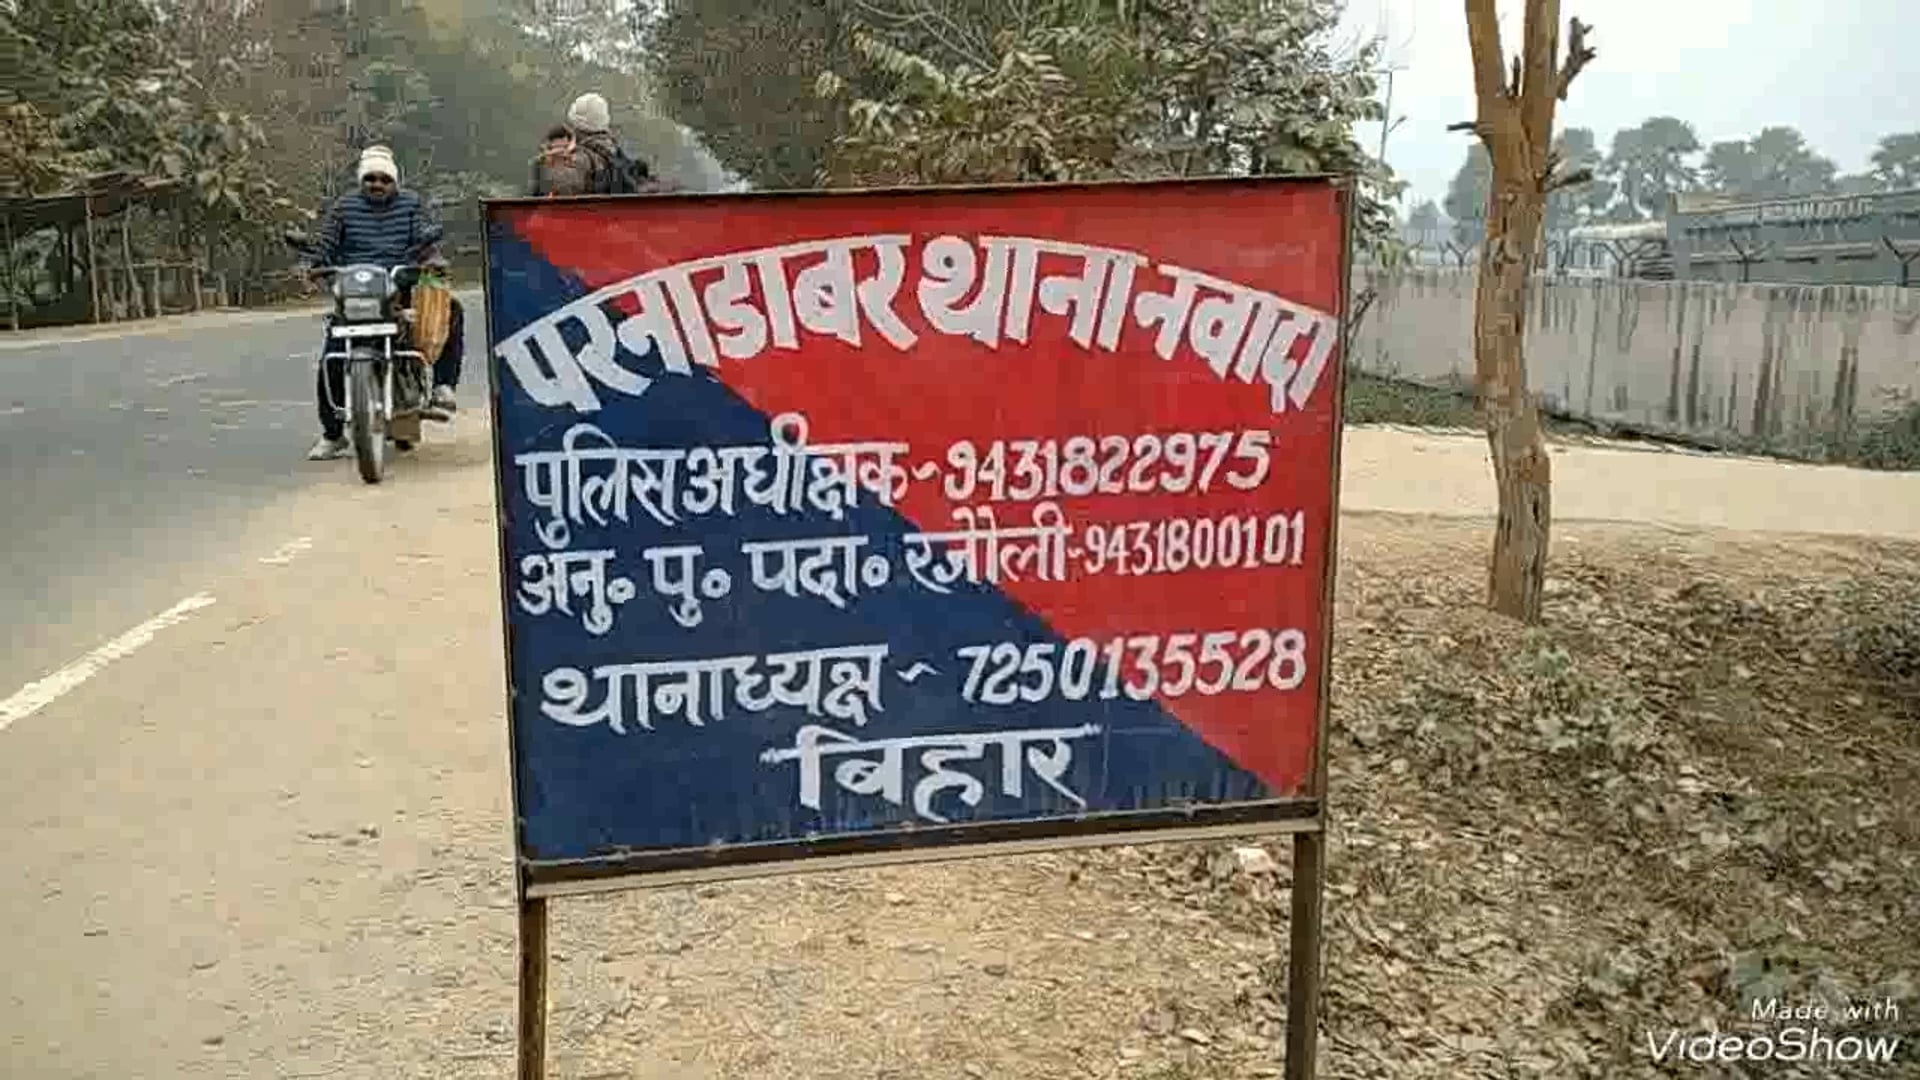 परनाडाबर थाना नवादा
पुलिस अधीक्षक~9431822975
अनु० पु० पदा० रजौली-9431800101
थानाध्यक्ष ~ 7250135528
बिहार
Made with
VideoShow